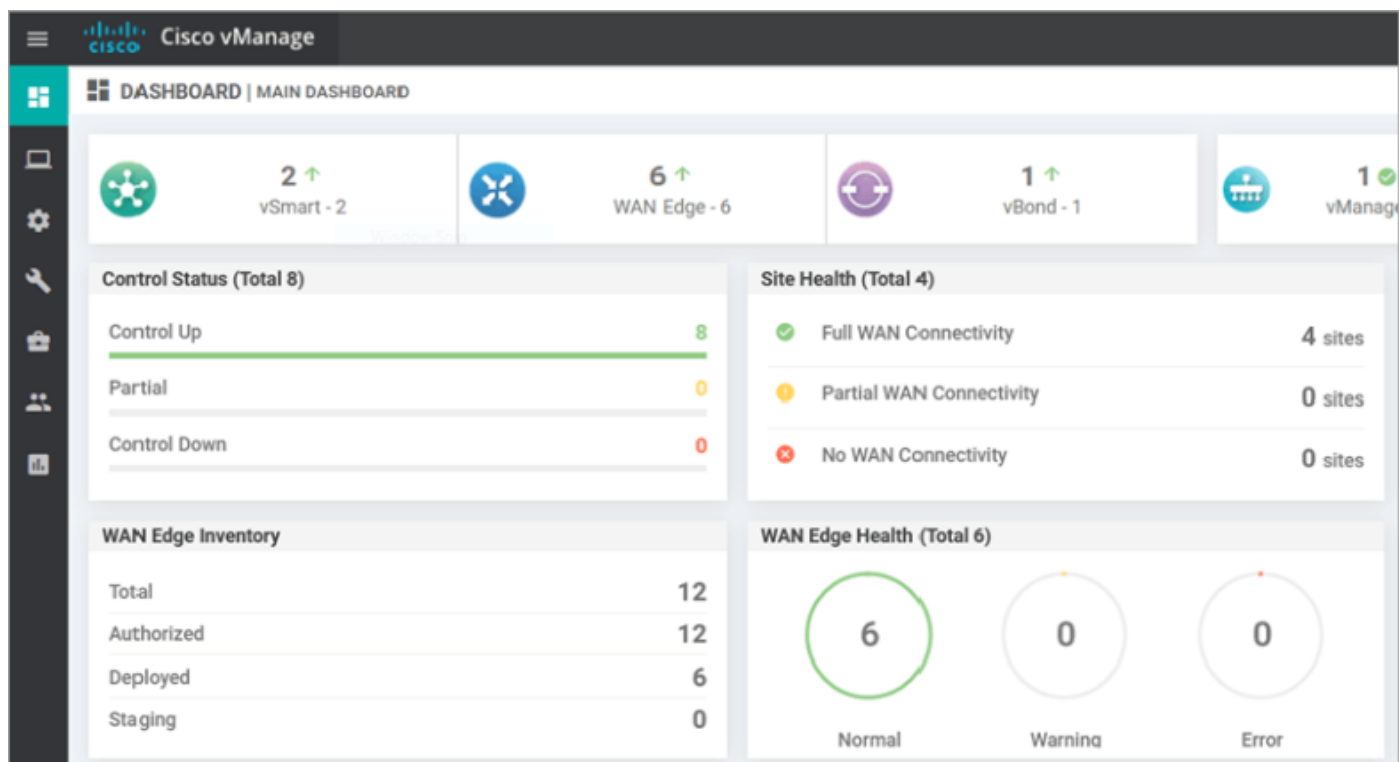 cisco Cisco vManage
DASHBOARD | MAIN DASHBOARD
2 6 1 1
vSmart - 2 WAN Edge - 6 vBond - 1 vManage
Control Status (Total 8)
Control Up 8
Partial 0
Control Down 0
Site Health (Total 4)
Full WAN Connectivity 4 sites
Partial WAN Connectivity 0 sites
No WAN Connectivity 0 sites
WAN Edge Inventory
Total 12
Authorized 12
Deployed 6
Staging 0
WAN Edge Health (Total 6)
6 0 0
Normal Warning Error